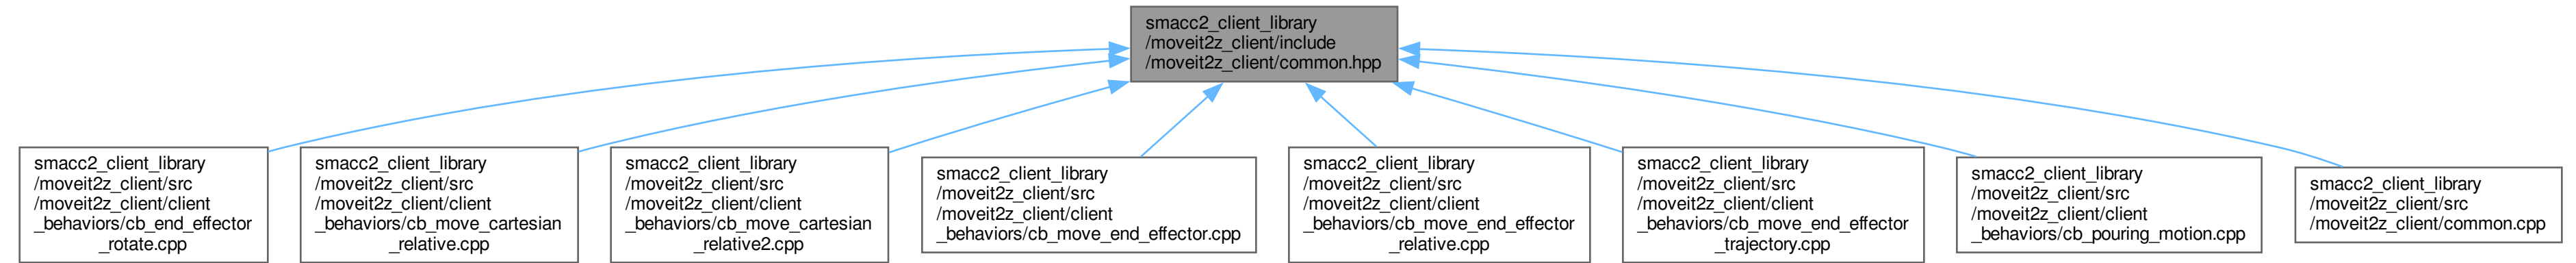 smacc2_client_library
/moveit2z_client/include
/moveit2z_client/common.hpp
smacc2_client_library
/moveit2z_client/src
/moveit2z_client/client
_behaviors/cb_end_effector
_rotate.cpp
smacc2_client_library
/moveit2z_client/src
/moveit2z_client/client
_behaviors/cb_move_cartesian
_relative.cpp
smacc2_client_library
/moveit2z_client/src
/moveit2z_client/client
_behaviors/cb_move_cartesian
_relative2.cpp
smacc2_client_library
/moveit2z_client/src
/moveit2z_client/client
_behaviors/cb_move_end_effector.cpp
smacc2_client_library
/moveit2z_client/src
/moveit2z_client/client
_behaviors/cb_move_end_effector
_relative.cpp
smacc2_client_library
/moveit2z_client/src
/moveit2z_client/client
_behaviors/cb_move_end_effector
_trajectory.cpp
smacc2_client_library
/moveit2z_client/src
/moveit2z_client/client
_behaviors/cb_pouring_motion.cpp
smacc2_client_library
/moveit2z_client/src
/moveit2z_client/common.cpp